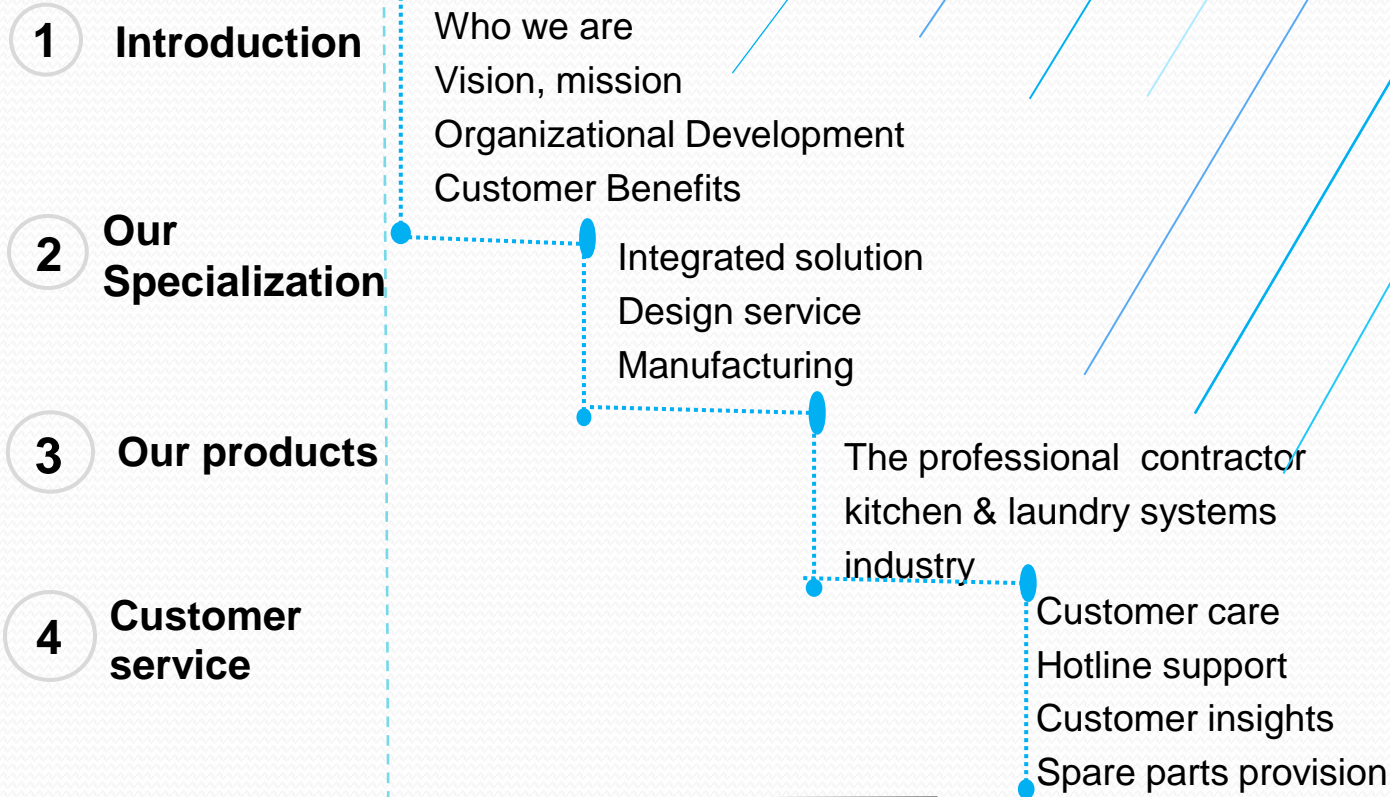 1 Introduction
Who we are
Vision, mission
Organizational Development
Customer Benefits
2 Our
Specialization
Integrated solution
Design service
Manufacturing
3 Our products
The professional  contractor
kitchen & laundry systems
industry
4 Customer
service
Customer care
Hotline support
Customer insights
Spare parts provision